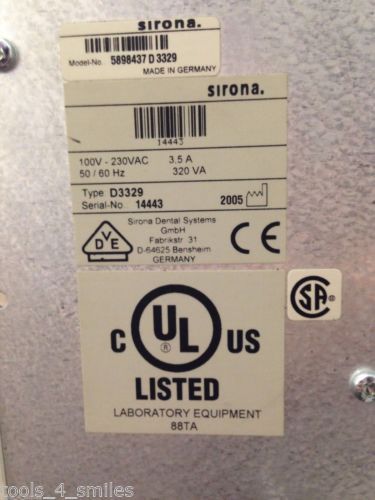 sirona.
Model-No. 5898437 D 3329
MADE IN GERMANY
sirona.
14443
100V - 230VAC 3,5 A
50 / 60 Hz 320 VA
Type D3329
Serial-No.: 14443
2005
DVE
Sirona Dental Systems
GmbH
Fabrikstr. 31
D-64625 Bensheim
GERMANY
CE
C UL ® US
LISTED
LABORATORY EQUIPMENT
88TA
SA ®
tools_4_smiles